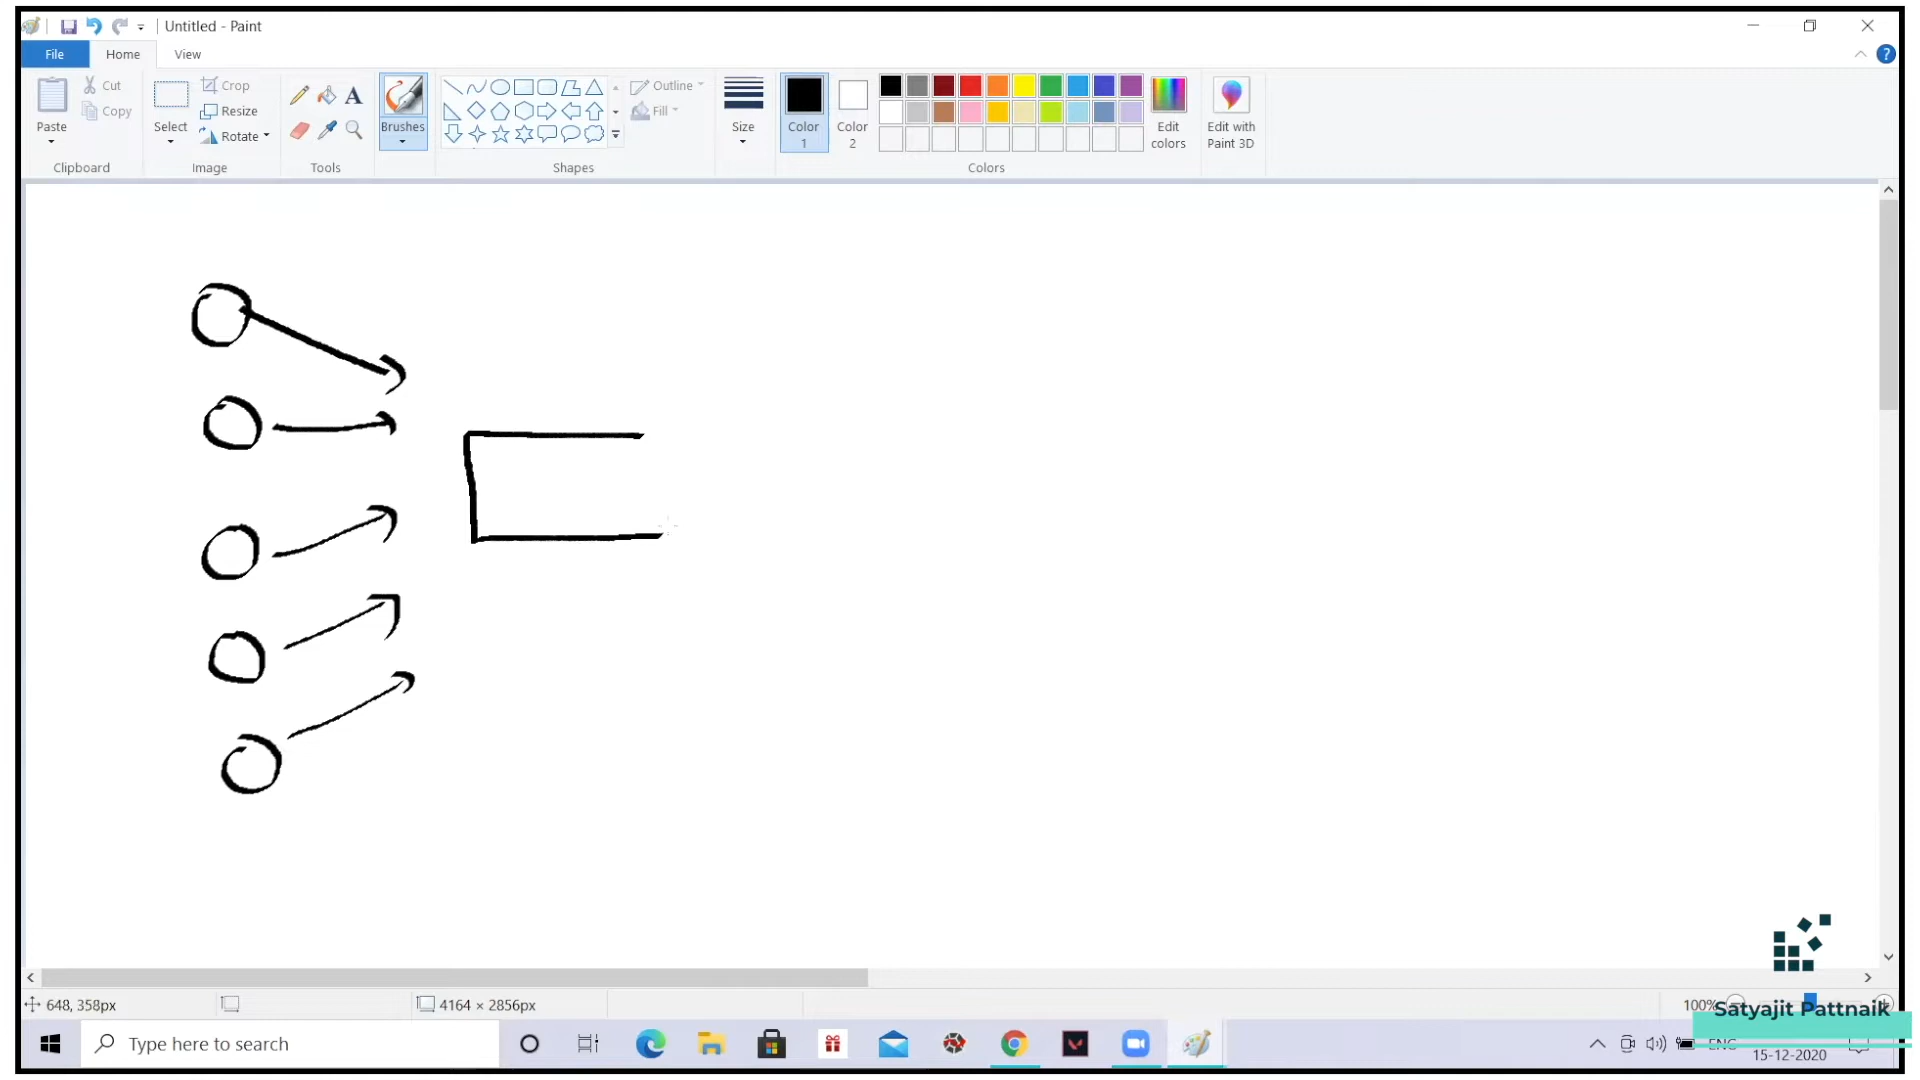 Untitled - Paint
File Home View
Cut
Crop
Outline
Copy
Resize
Fill
Paste
Select
Rotate
Brushes
Size
Color
1
Color
2
Edit
colors
Edit with
Paint 3D
Clipboard
Image
Tools
Shapes
Colors
648, 358px
4164 × 2856px
100%
Satyajit Pattnaik
Type here to search
ENG
15-12-2020